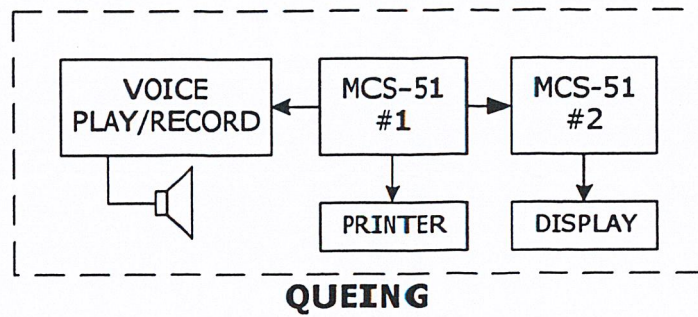 VOICE
PLAY/RECORD
MCS-51
#1
MCS-51
#2
PRINTER
DISPLAY
QUEING